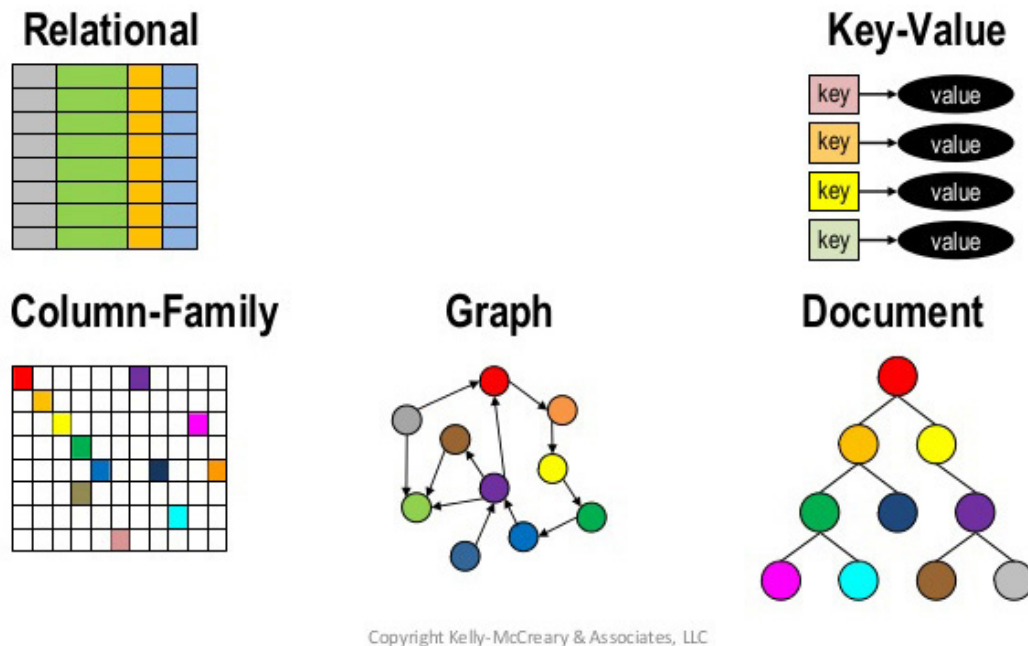 Relational
Key-Value
key value
key value
key value
key value
Column-Family
Graph
Document
Copyright Kelly-McCreary & Associates, LLC